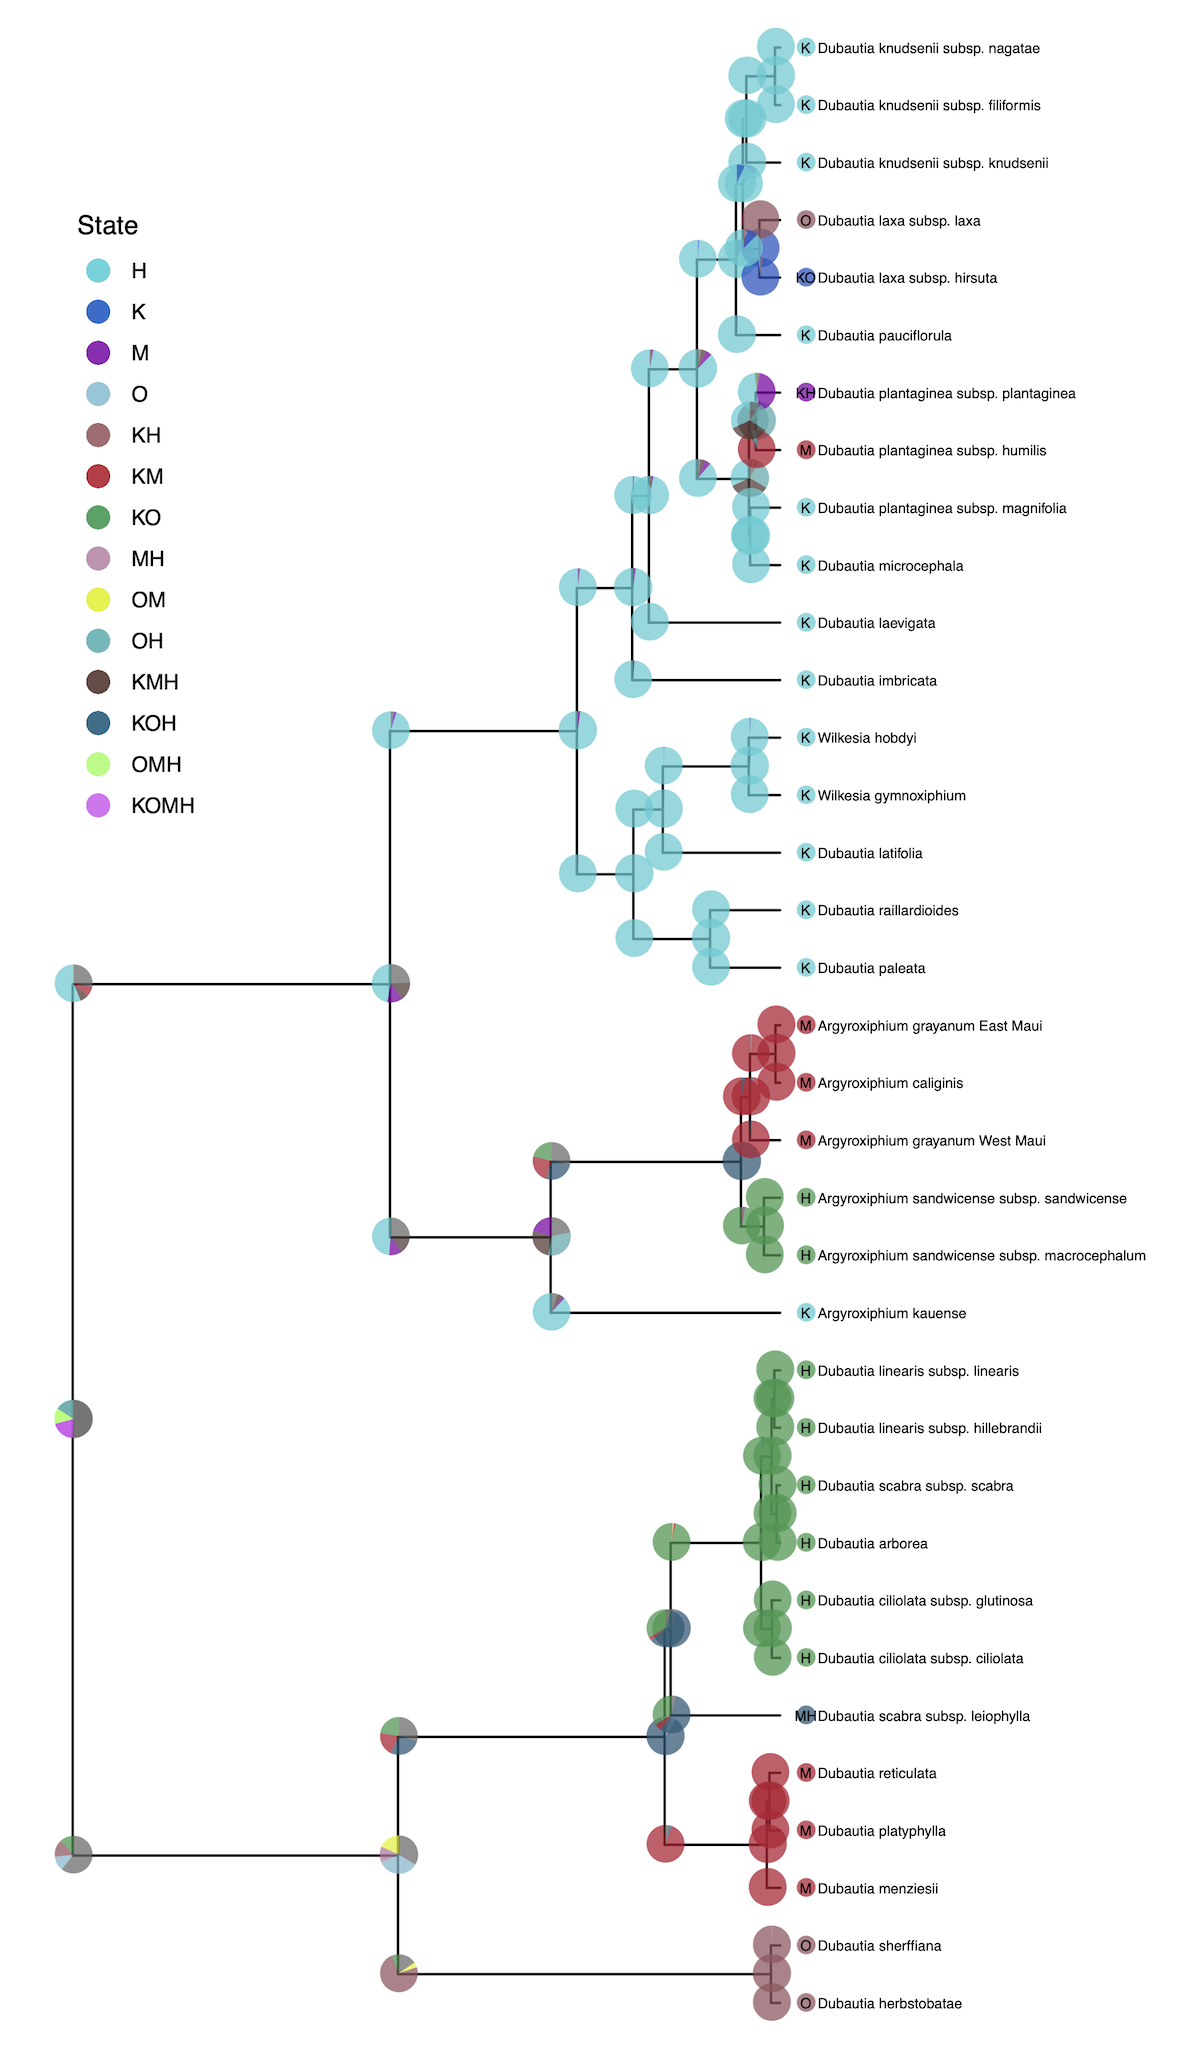 K Dubautia knudsenii subsp. nagatae
K Dubautia knudsenii subsp. filiformis
K Dubautia knudsenii subsp. knudsenii
O Dubautia laxa subsp. laxa
KO Dubautia laxa subsp. hirsuta
K Dubautia pauciflorula
KH Dubautia plantaginea subsp. plantaginea
M Dubautia plantaginea subsp. humilis
K Dubautia plantaginea subsp. magnifolia
K Dubautia microcephala
K Dubautia laevigata
K Dubautia imbricata
K Wilkesia hobdyi
K Wilkesia gymnoxiphium
K Dubautia latifolia
K Dubautia raillardioides
K Dubautia paleata
M Argyroxiphium grayanum East Maui
M Argyroxiphium caliginis
M Argyroxiphium grayanum West Maui
H Argyroxiphium sandwicense subsp. sandwicense
H Argyroxiphium sandwicense subsp. macrocephalum
K Argyroxiphium kauense
H Dubautia linearis subsp. linearis
H Dubautia linearis subsp. hillebrandii
H Dubautia scabra subsp. scabra
H Dubautia arborea
H Dubautia ciliolata subsp. glutinosa
H Dubautia ciliolata subsp. ciliolata
MH Dubautia scabra subsp. leiophylla
M Dubautia reticulata
M Dubautia platyphylla
M Dubautia menziesii
O Dubautia sherffiana
O Dubautia herbstobatae
State
H
K
M
O
KH
KM
KO
MH
OM
OH
KMH
KOH
OMH
KOMH